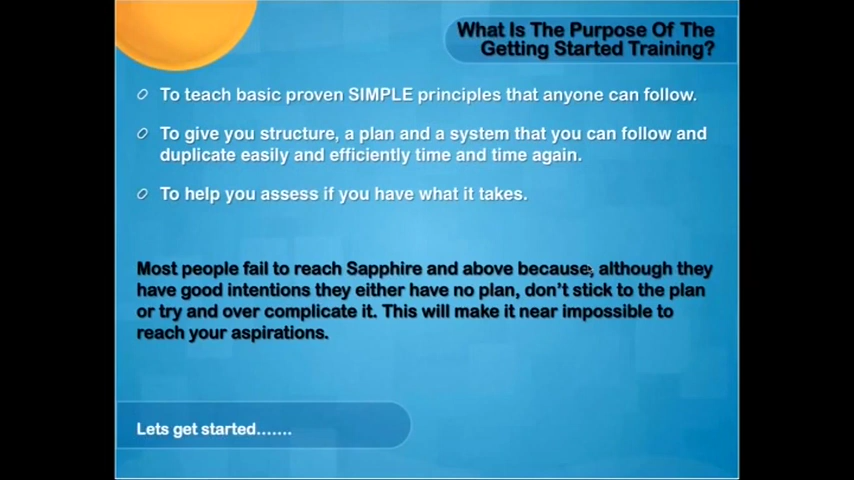 What Is The Purpose Of The
Getting Started Training?
To teach basic proven SIMPLE principles that anyone can follow.
To give you structure, a plan and a system that you can follow and
duplicate easily and efficiently time and time again.
To help you assess if you have what it takes.
Most people fail to reach Sapphire and above because, although they
have good intentions they either have no plan, don’t stick to the plan
or try and over complicate it. This will make it near impossible to
reach your aspirations.
Lets get started.......